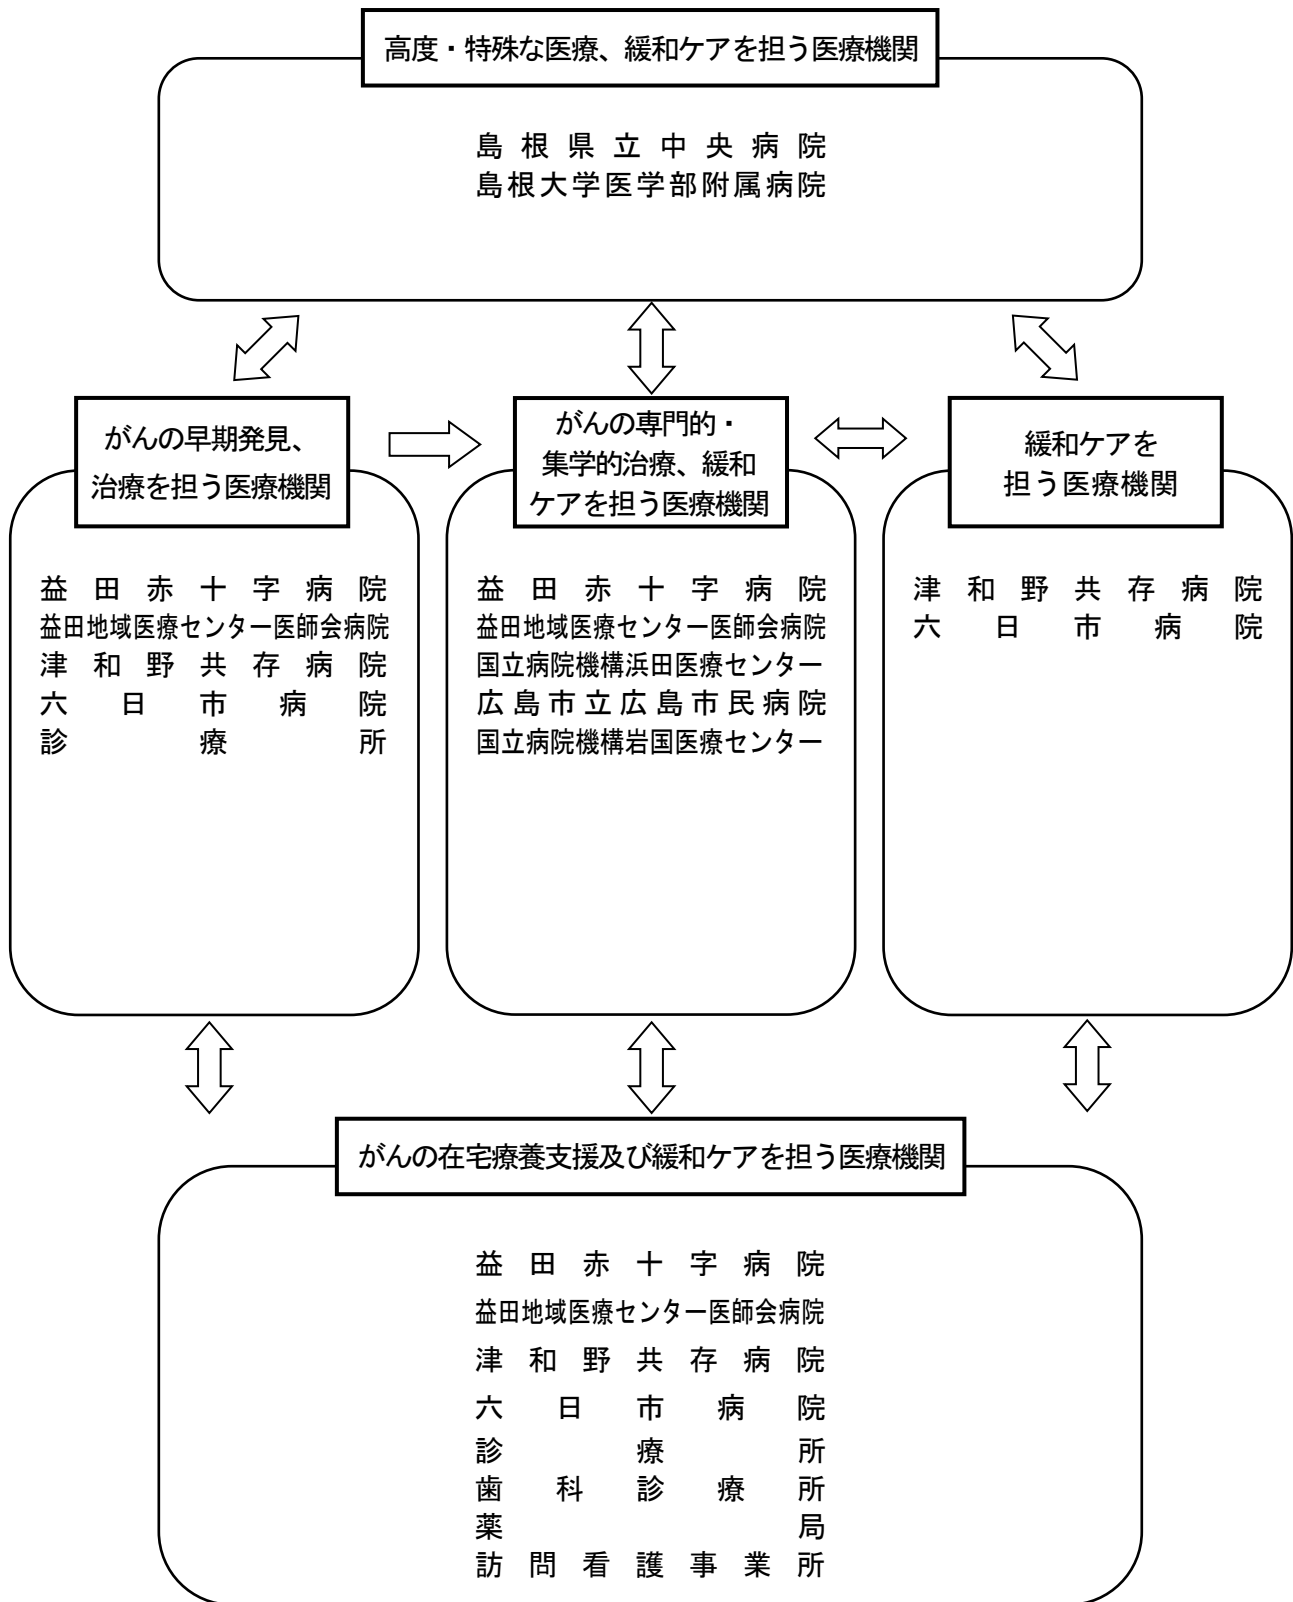 高度・特殊な医療、緩和ケアを担う医療機関
島根県立中央病院
島根大学医学部附属病院
がんの早期発見、
治療を担う医療機関
益田赤十字病院
益田地域医療センター医師会病院
津和野共存病院
六日市病院
診療所
がんの専門的・
集学的治療、緩和
ケアを担う医療機関
益田赤十字病院
益田地域医療センター医師会病院
国立病院機構浜田医療センター
広島市立広島市民病院
国立病院機構岩国医療センター
緩和ケアを
担う医療機関
津和野共存病院
六日市病院
がんの在宅療養支援及び緩和ケアを担う医療機関
益田赤十字病院
益田地域医療センター医師会病院
津和野共存病院
六日市病院
診療所
歯科診療所
薬局
訪問看護事業所